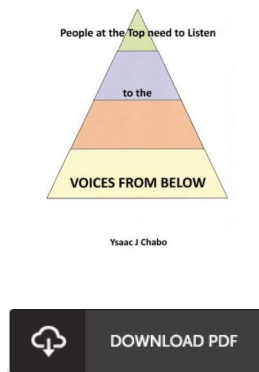 People at the Top need to Listen
to the
VOICES FROM BELOW
Ysaac J Chabo
DOWNLOAD PDF